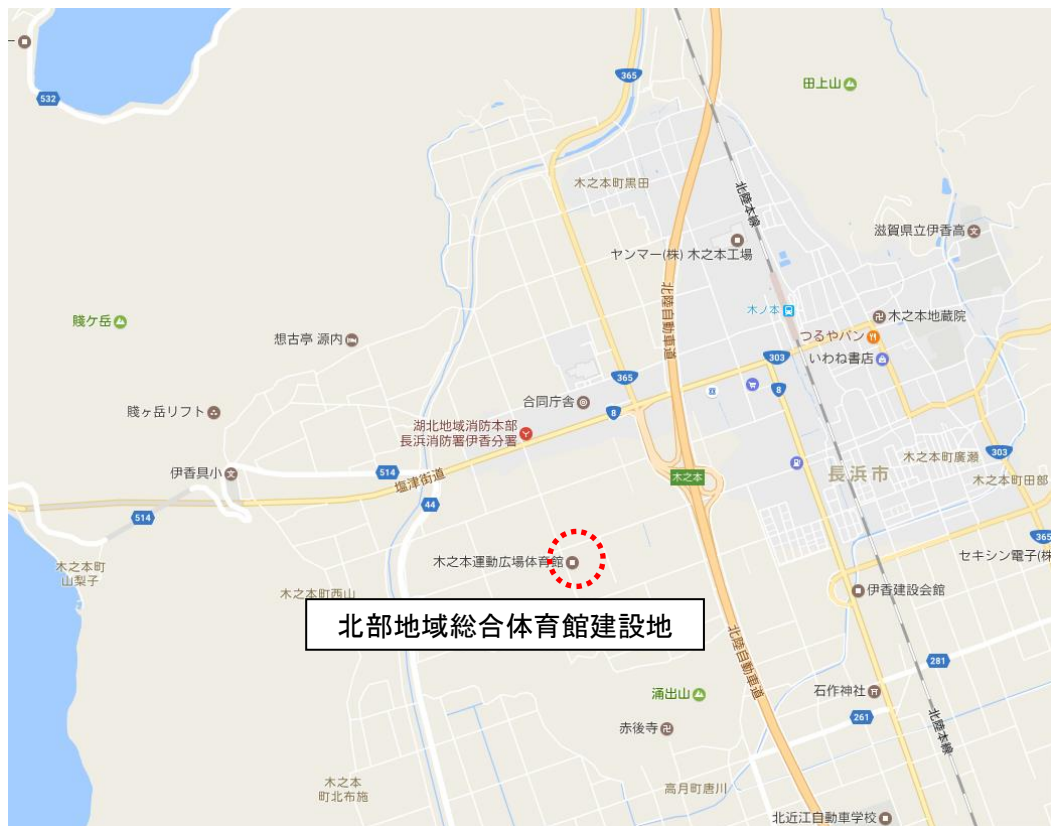 ー
532
365
田上山
木之本町黒田
北陸本線
滋賀県立伊香高
ヤンマー(株) 木之本工場
北陸自動車道
木ノ本
木之本地蔵院
賤ケ岳
想古亭 源内
つるやパン
303
いわね書店
365
8
賤ヶ岳リフト
合同庁舎
8
湖北地域消防本部
長浜消防署伊香分署
木之本町廣瀬
303
伊香具小
514
塩津街道
木之本
長浜市
木之本町田部
44
514
365
木之本町
山梨子
木之本運動広場体育館
セキシン電子(株
木之本町西山
伊香建設会館
北部地域総合体育館建設地
北陸自動車道
281
涌出山
石作神社
赤後寺
261
北陸本線
木之本
町北布施
高月町唐川
北近江自動車学校